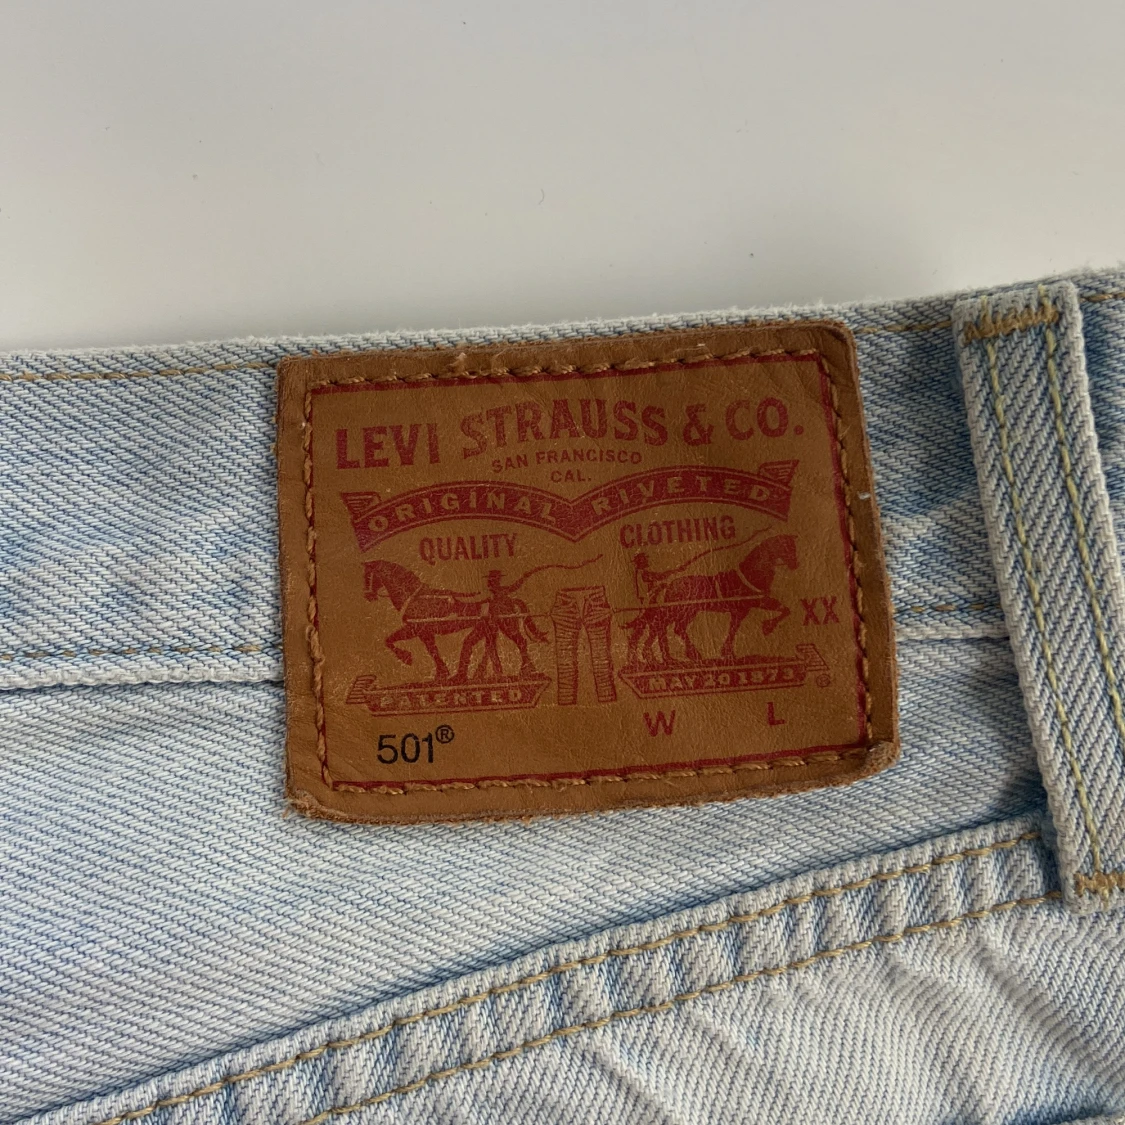 LEVI STRAUSS & CO.
SAN FRANCISCO
CAL.
ORIGINAL RIVETED
QUALITY CLOTHING
XX
PATENTED MAY 20 1873 ®
W L
501®